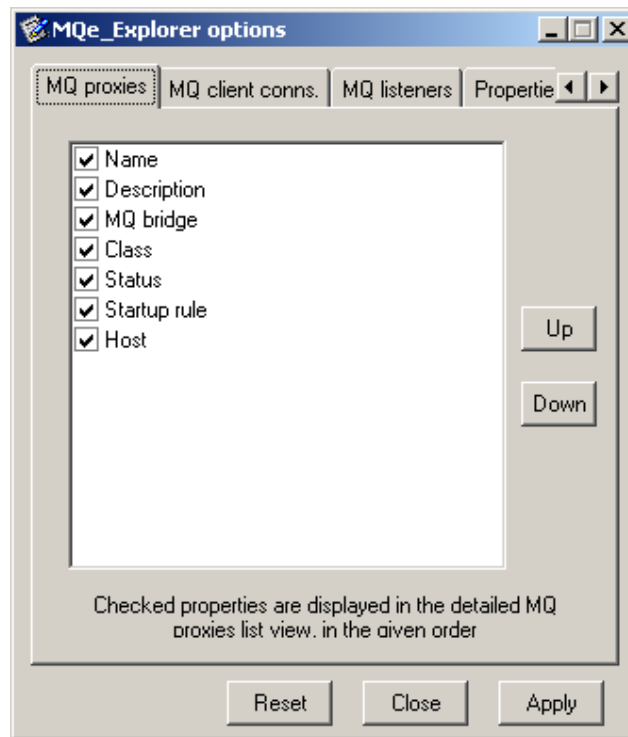 MQe_Explorer options
MQ proxies MQ client conns. MQ listeners Propertie
Name
Description
MQ bridge
Class
Status
Startup rule
Host
Up
Down
Checked properties are displayed in the detailed MQ
proxies list view. in the given order
Reset Close Apply